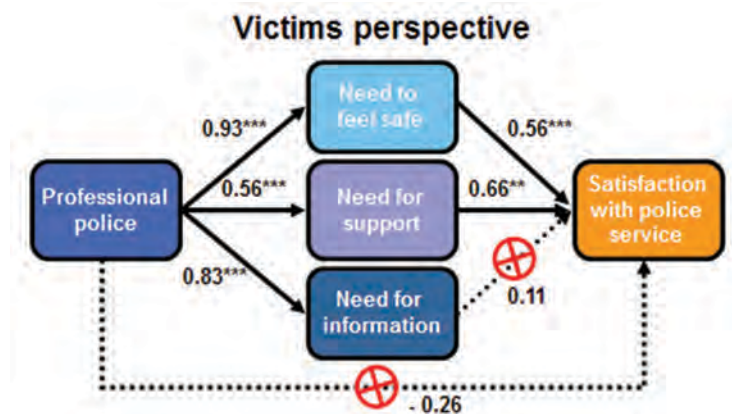 Victims perspective
Need to
feel safe
0.93***
0.56***
Professional
police
0.56***
Need for
support
0.66**
Satisfaction
with police
service
0.83***
Need for
information
0.11
- 0.26